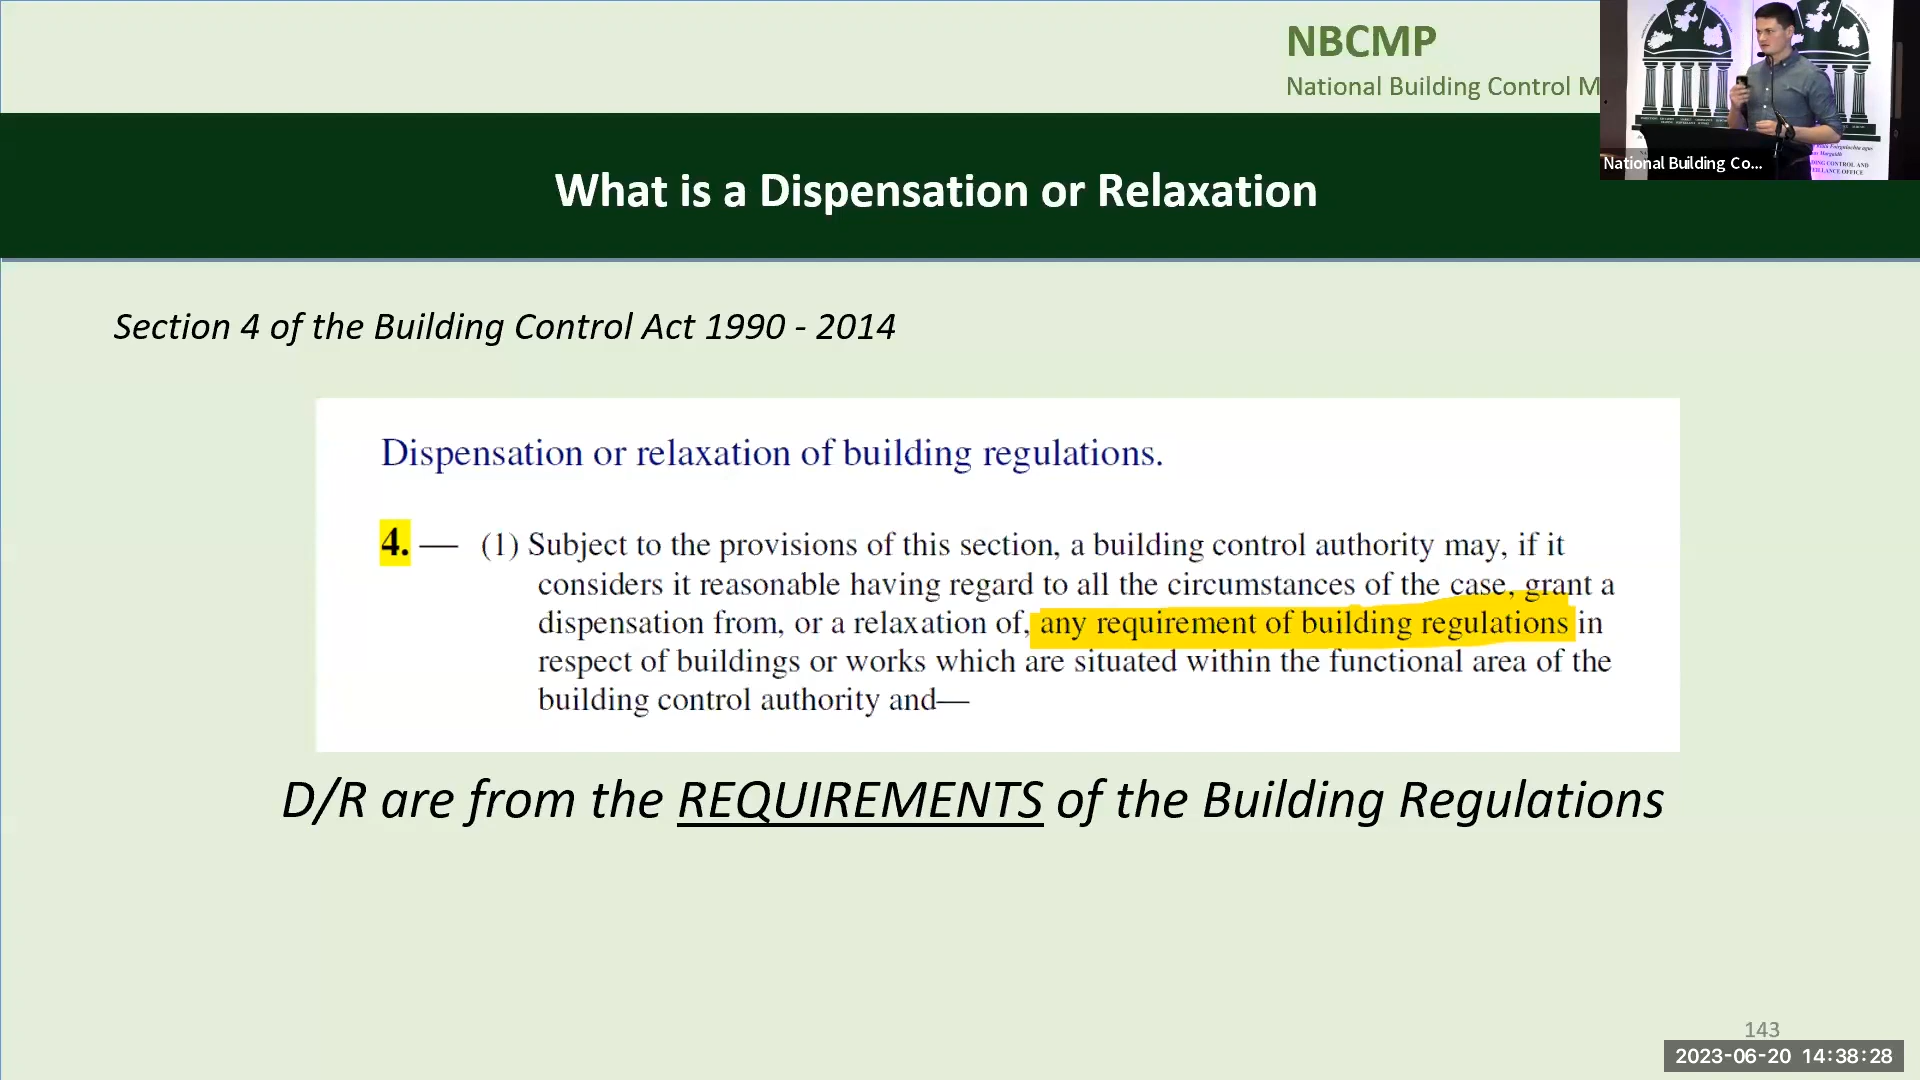 NBCMP
National Building Control M
National Building Co...
What is a Dispensation or Relaxation
Section 4 of the Building Control Act 1990 - 2014
Dispensation or relaxation of building regulations.
4. — (1) Subject to the provisions of this section, a building control authority may, if it
considers it reasonable having regard to all the circumstances of the case, grant a
dispensation from, or a relaxation of, any requirement of building regulations in
respect of buildings or works which are situated within the functional area of the
building control authority and—
D/R are from the REQUIREMENTS of the Building Regulations
143
2023-06-20 14:38:28